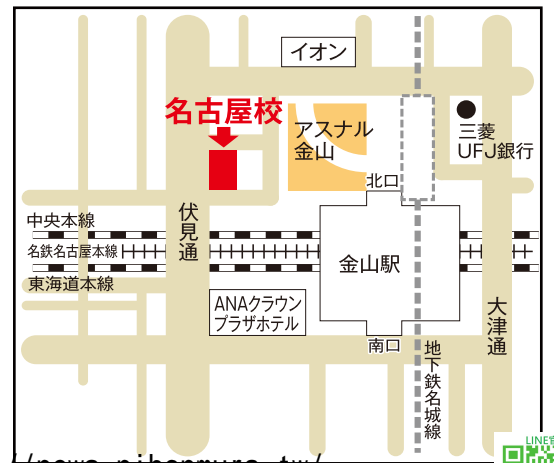 イオン
名古屋校
アスナル
金山
三菱
UFJ銀行
北口
伏見通
中央本線
名鉄名古屋本線
東海道本線
金山駅
ANAクラウン
プラザホテル
大津通
南口
地下鉄名城線